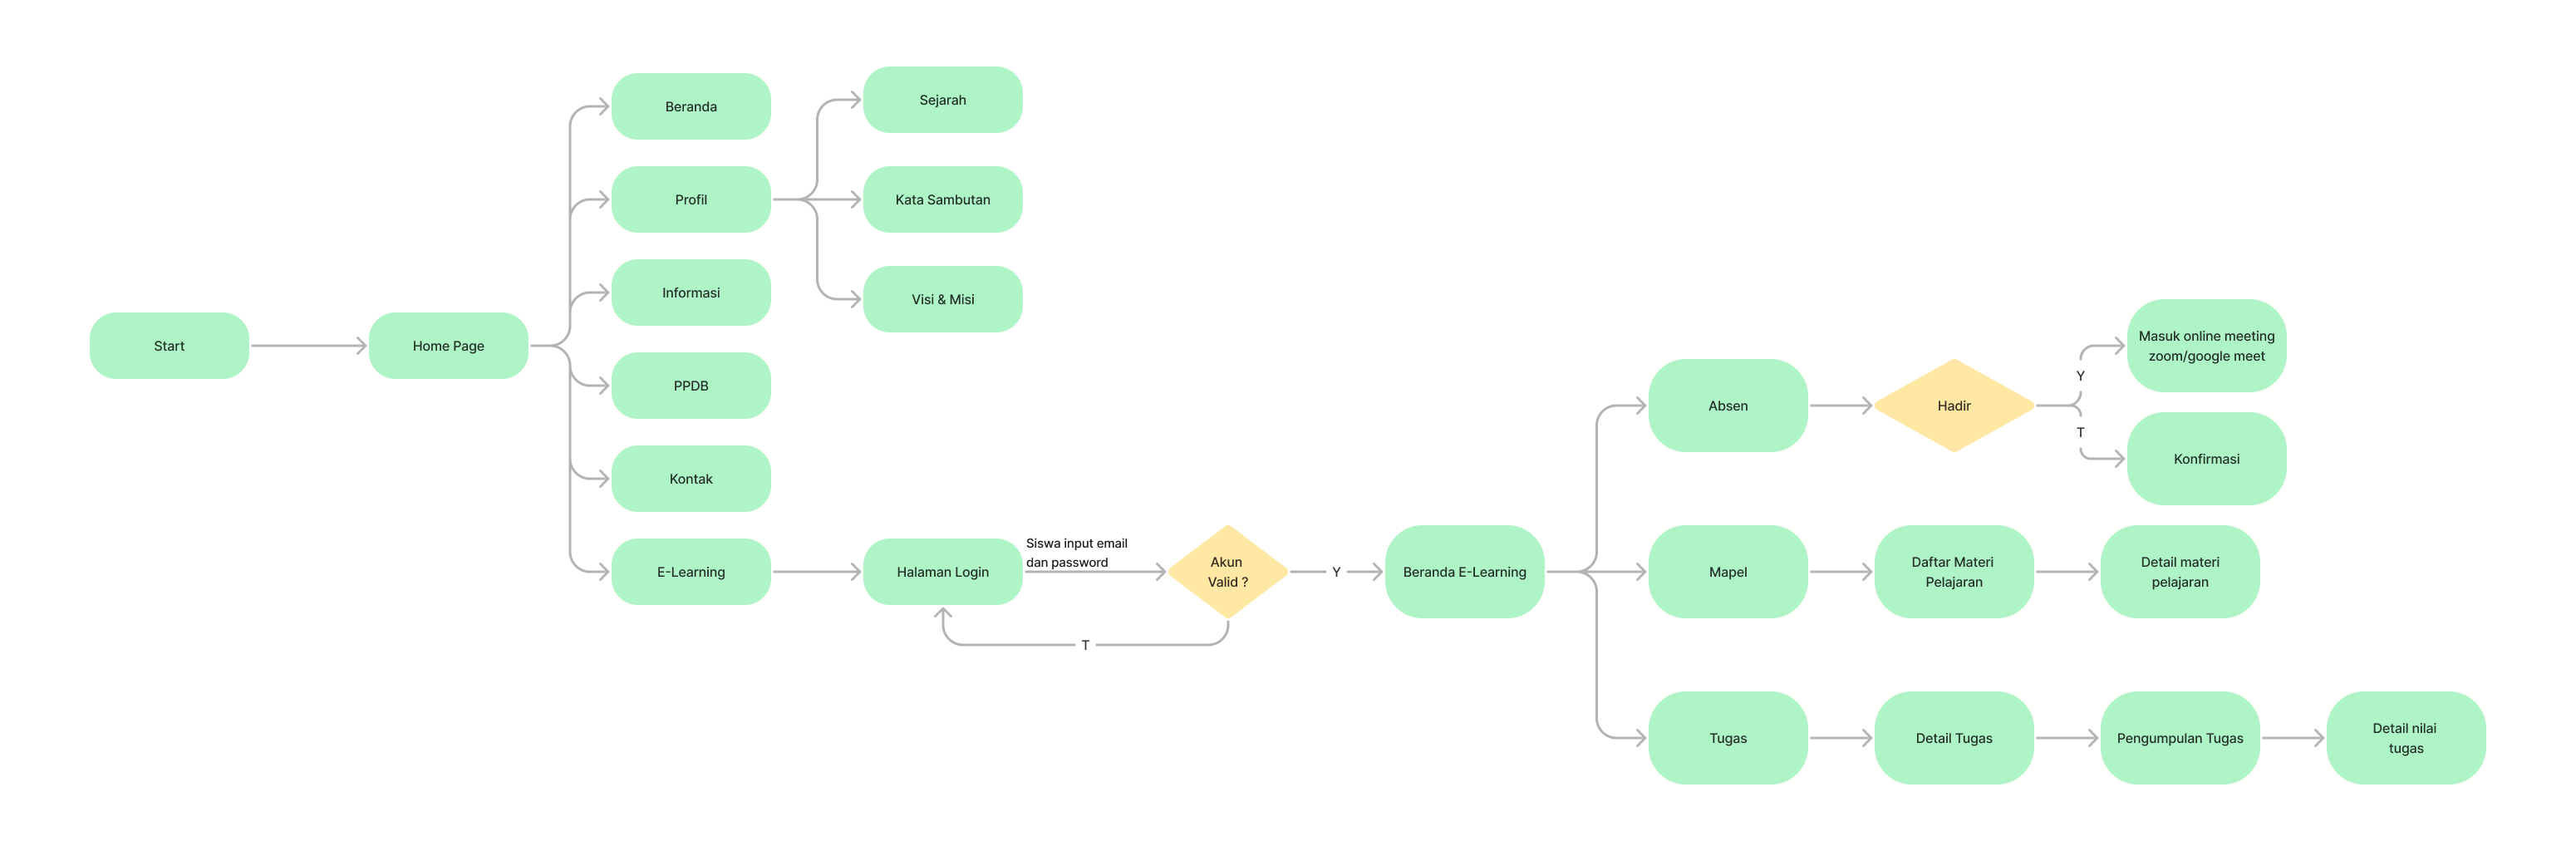 Start
Home Page
Beranda
Profil
Informasi
PPDB
Kontak
E-Learning
Sejarah
Kata Sambutan
Visi & Misi
Halaman Login
Siswa input email
dan password
Akun
Valid ?
T
Y
Beranda E-Learning
Absen
Hadir
Y
T
Masuk online meeting
zoom/google meet
Konfirmasi
Mapel
Daftar Materi
Pelajaran
Detail materi
pelajaran
Tugas
Detail Tugas
Pengumpulan Tugas
Detail nilai
tugas